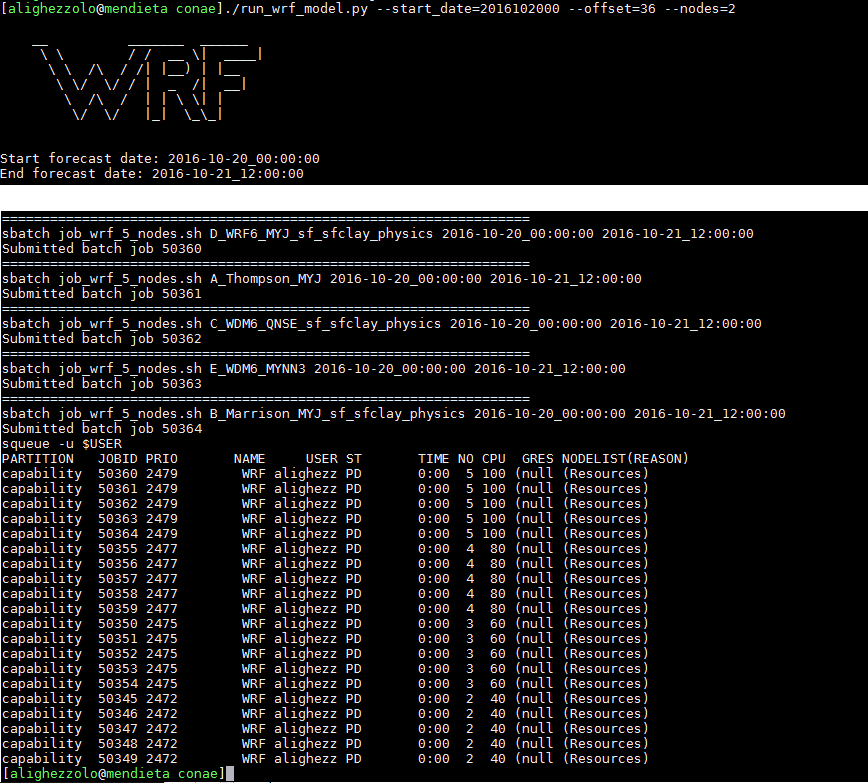 [alighezzolo@mendieta conae]./run_wrf_model.py --start_date=2016102000 --offset=36 --nodes=2
WRF
Start forecast date: 2016-10-20_00:00:00
End forecast date: 2016-10-21_12:00:00
==================================================================
sbatch job_wrf_5_nodes.sh D_WRF6_MYJ_sf_sfclay_physics 2016-10-20_00:00:00 2016-10-21_12:00:00
Submitted batch job 50360
==================================================================
sbatch job_wrf_5_nodes.sh A_Thompson_MYJ 2016-10-20_00:00:00 2016-10-21_12:00:00
Submitted batch job 50361
==================================================================
sbatch job_wrf_5_nodes.sh C_WDM6_QNSE_sf_sfclay_physics 2016-10-20_00:00:00 2016-10-21_12:00:00
Submitted batch job 50362
==================================================================
sbatch job_wrf_5_nodes.sh E_WDM6_MYNN3 2016-10-20_00:00:00 2016-10-21_12:00:00
Submitted batch job 50363
==================================================================
sbatch job_wrf_5_nodes.sh B_Marrison_MYJ_sf_sfclay_physics 2016-10-20_00:00:00 2016-10-21_12:00:00
Submitted batch job 50364
squeue -u $USER
PARTITION  JOBID PRIO       NAME     USER ST       TIME NO CPU  GRES NODELIST(REASON)
capability  50360 2479        WRF alighezz PD       0:00  5 100 (null (Resources)
capability  50361 2479        WRF alighezz PD       0:00  5 100 (null (Resources)
capability  50362 2479        WRF alighezz PD       0:00  5 100 (null (Resources)
capability  50363 2479        WRF alighezz PD       0:00  5 100 (null (Resources)
capability  50364 2479        WRF alighezz PD       0:00  5 100 (null (Resources)
capability  50355 2477        WRF alighezz PD       0:00  4  80 (null (Resources)
capability  50356 2477        WRF alighezz PD       0:00  4  80 (null (Resources)
capability  50357 2477        WRF alighezz PD       0:00  4  80 (null (Resources)
capability  50358 2477        WRF alighezz PD       0:00  4  80 (null (Resources)
capability  50359 2477        WRF alighezz PD       0:00  4  80 (null (Resources)
capability  50350 2475        WRF alighezz PD       0:00  3  60 (null (Resources)
capability  50351 2475        WRF alighezz PD       0:00  3  60 (null (Resources)
capability  50352 2475        WRF alighezz PD       0:00  3  60 (null (Resources)
capability  50353 2475        WRF alighezz PD       0:00  3  60 (null (Resources)
capability  50354 2475        WRF alighezz PD       0:00  3  60 (null (Resources)
capability  50345 2472        WRF alighezz PD       0:00  2  40 (null (Resources)
capability  50346 2472        WRF alighezz PD       0:00  2  40 (null (Resources)
capability  50347 2472        WRF alighezz PD       0:00  2  40 (null (Resources)
capability  50348 2472        WRF alighezz PD       0:00  2  40 (null (Resources)
capability  50349 2472        WRF alighezz PD       0:00  2  40 (null (Resources)
[alighezzolo@mendieta conae]